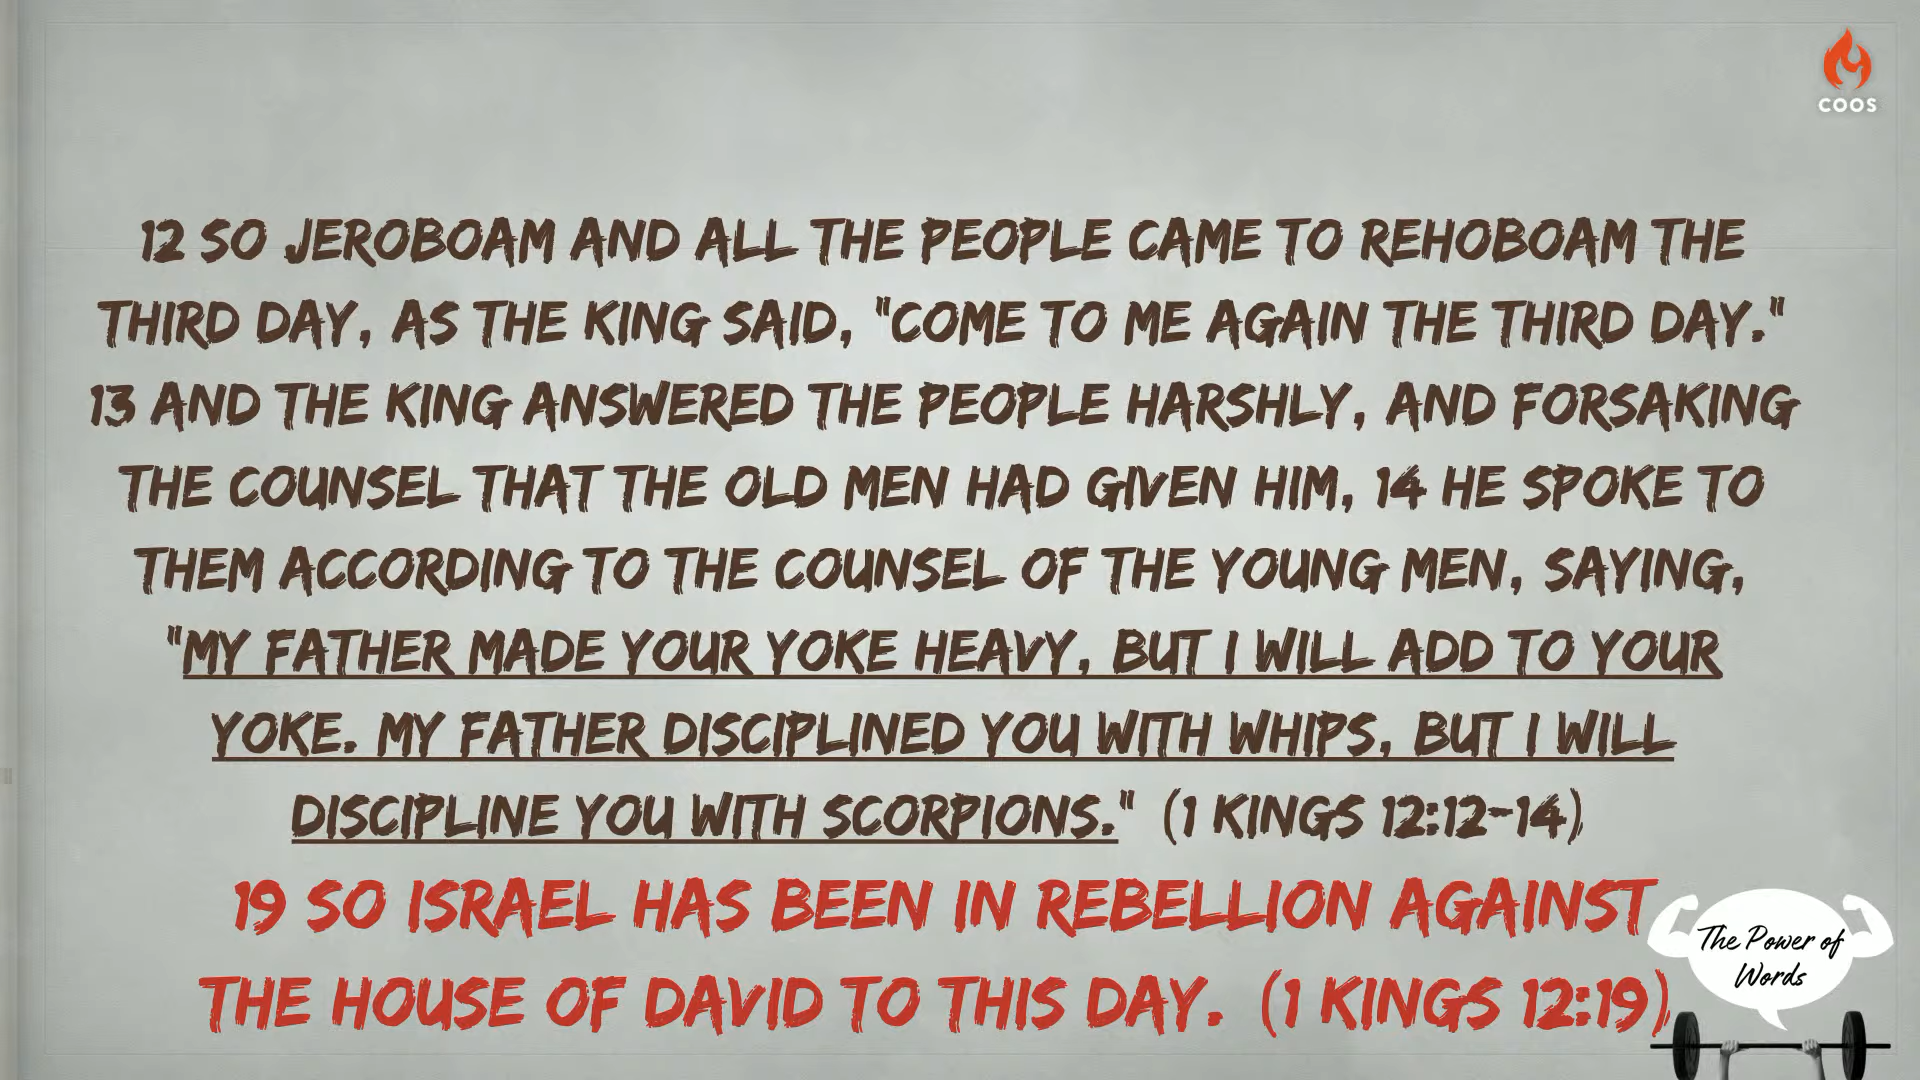 COOS
12 SO JEROBOAM AND ALL THE PEOPLE CAME TO REHOBOAM THE
THIRD DAY, AS THE KING SAID, "COME TO ME AGAIN THE THIRD DAY."
13 AND THE KING ANSWERED THE PEOPLE HARSHLY, AND FORSAKING
THE COUNSEL THAT THE OLD MEN HAD GIVEN HIM, 14 HE SPOKE TO
THEM ACCORDING TO THE COUNSEL OF THE YOUNG MEN, SAYING,
"MY FATHER MADE YOUR YOKE HEAVY, BUT I WILL ADD TO YOUR
YOKE. MY FATHER DISCIPLINED YOU WITH WHIPS, BUT I WILL
DISCIPLINE YOU WITH SCORPIONS." (1 KINGS 12:12-14)
19 SO ISRAEL HAS BEEN IN REBELLION AGAINST
THE HOUSE OF DAVID TO THIS DAY. (1 KINGS 12:19)
The Power of
Words